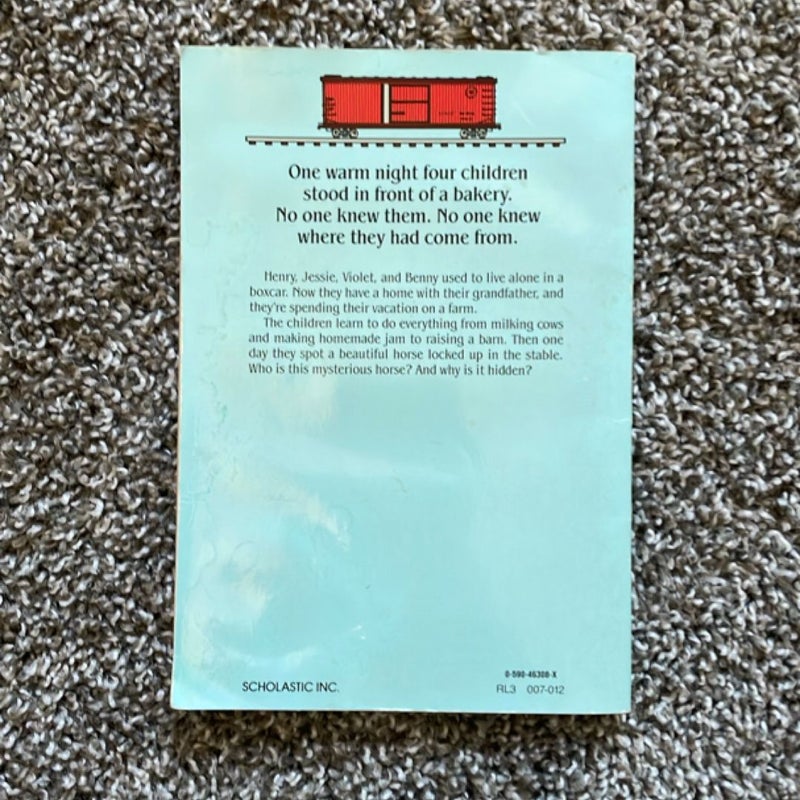 One warm night four children
stood in front of a bakery.
No one knew them. No one knew
where they had come from.
Henry, Jessie, Violet, and Benny used to live alone in a
boxcar. Now they have a home with their grandfather, and
they're spending their vacation on a farm.
The children learn to do everything from milking cows
and making homemade jam to raising a barn. Then one
day they spot a beautiful horse locked up in the stable.
Who is this mysterious horse? And why is it hidden?
0-590-46308-X
SCHOLASTIC INC.
RL3 007-012